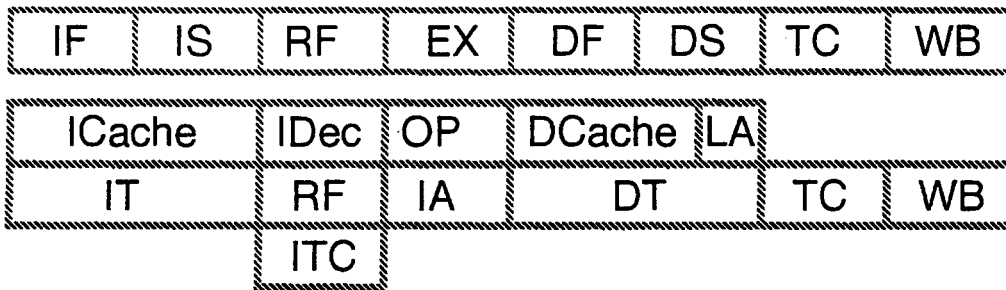 IF IS RF EX DF DS TC WB
ICache IDec OP DCache LA
IT RF IA DT TC WB
ITC